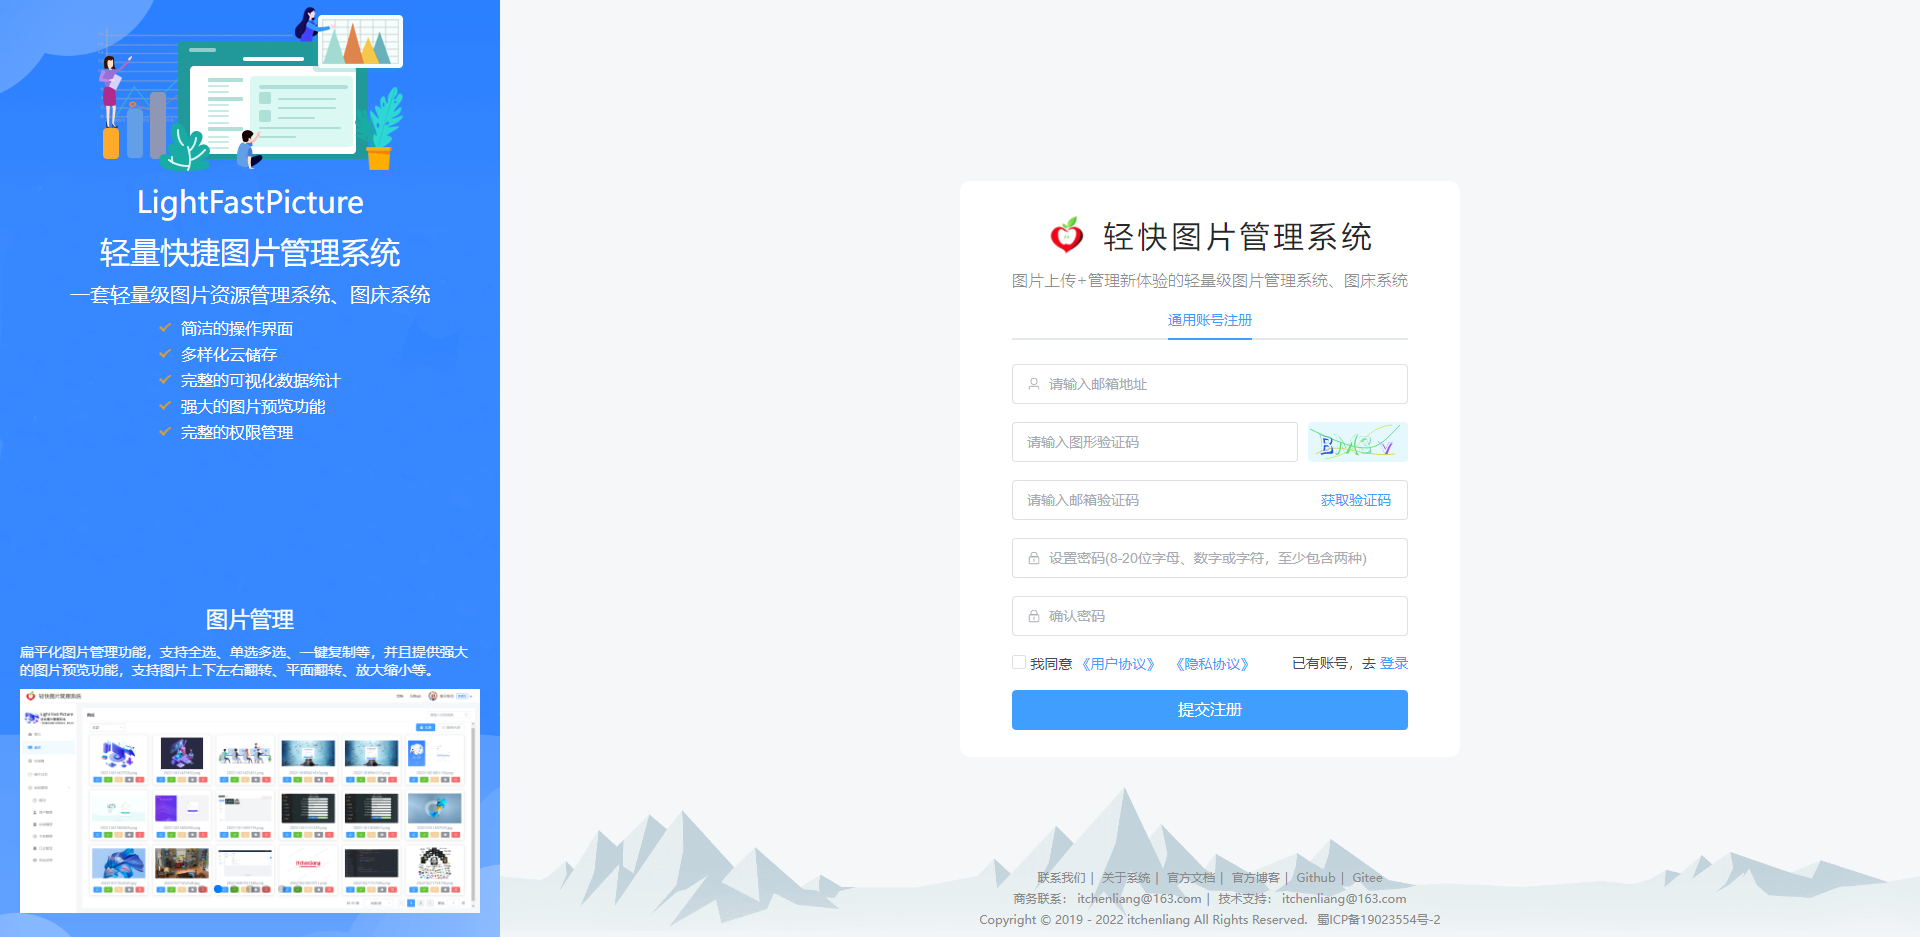 LightFastPicture
轻量快捷图片管理系统
一套轻量级图片资源管理系统、图床系统
简洁的操作界面
多样化云储存
完整的可视化数据统计
强大的图片预览功能
完整的权限管理
图片管理
扁平化图片管理功能，支持全选、单选多选、一键复制等，并且提供强大
的图片预览功能，支持图片上下左右翻转、平面翻转、放大缩小等。
轻快图片管理系统
轻快图片管理系统
图片上传+管理新体验的轻量级图片管理系统、图床系统
通用账号注册
请输入邮箱地址
请输入图形验证码
请输入邮箱验证码 获取验证码
设置密码(8-20位字母、数字或字符，至少包含两种)
确认密码
我同意 《用户协议》 《隐私协议》 已有账号，去 登录
提交注册
联系我们 | 关于系统 | 官方文档 | 官方博客 | Github | Gitee
商务联系： itchenliang@163.com | 技术支持： itchenliang@163.com
Copyright © 2019 - 2022 itchenliang All Rights Reserved. 蜀ICP备19023554号-2